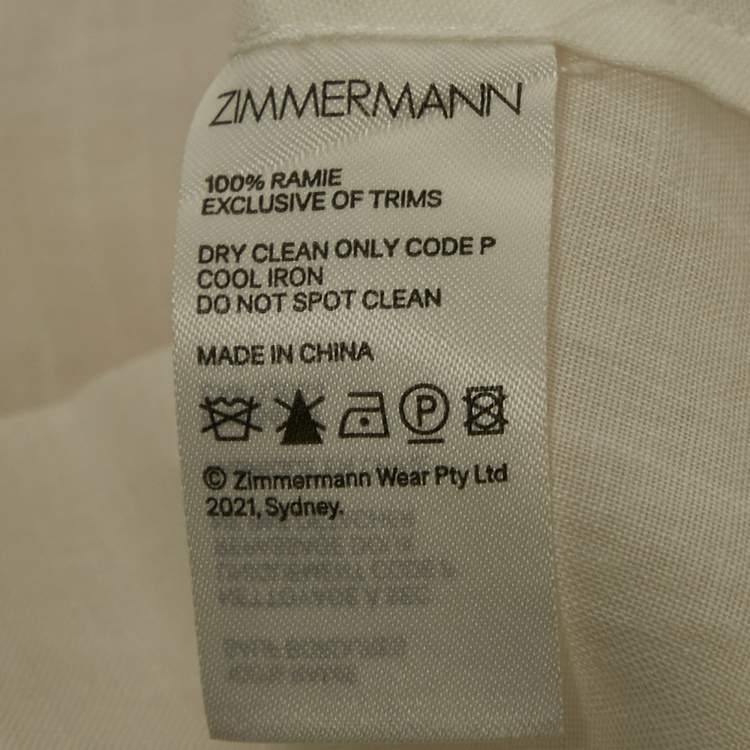 ZIMMERMANN
100% RAMIE
EXCLUSIVE OF TRIMS
DRY CLEAN ONLY CODE P
COOL IRON
DO NOT SPOT CLEAN
MADE IN CHINA
P
© Zimmermann Wear Pty Ltd
2021, Sydney.